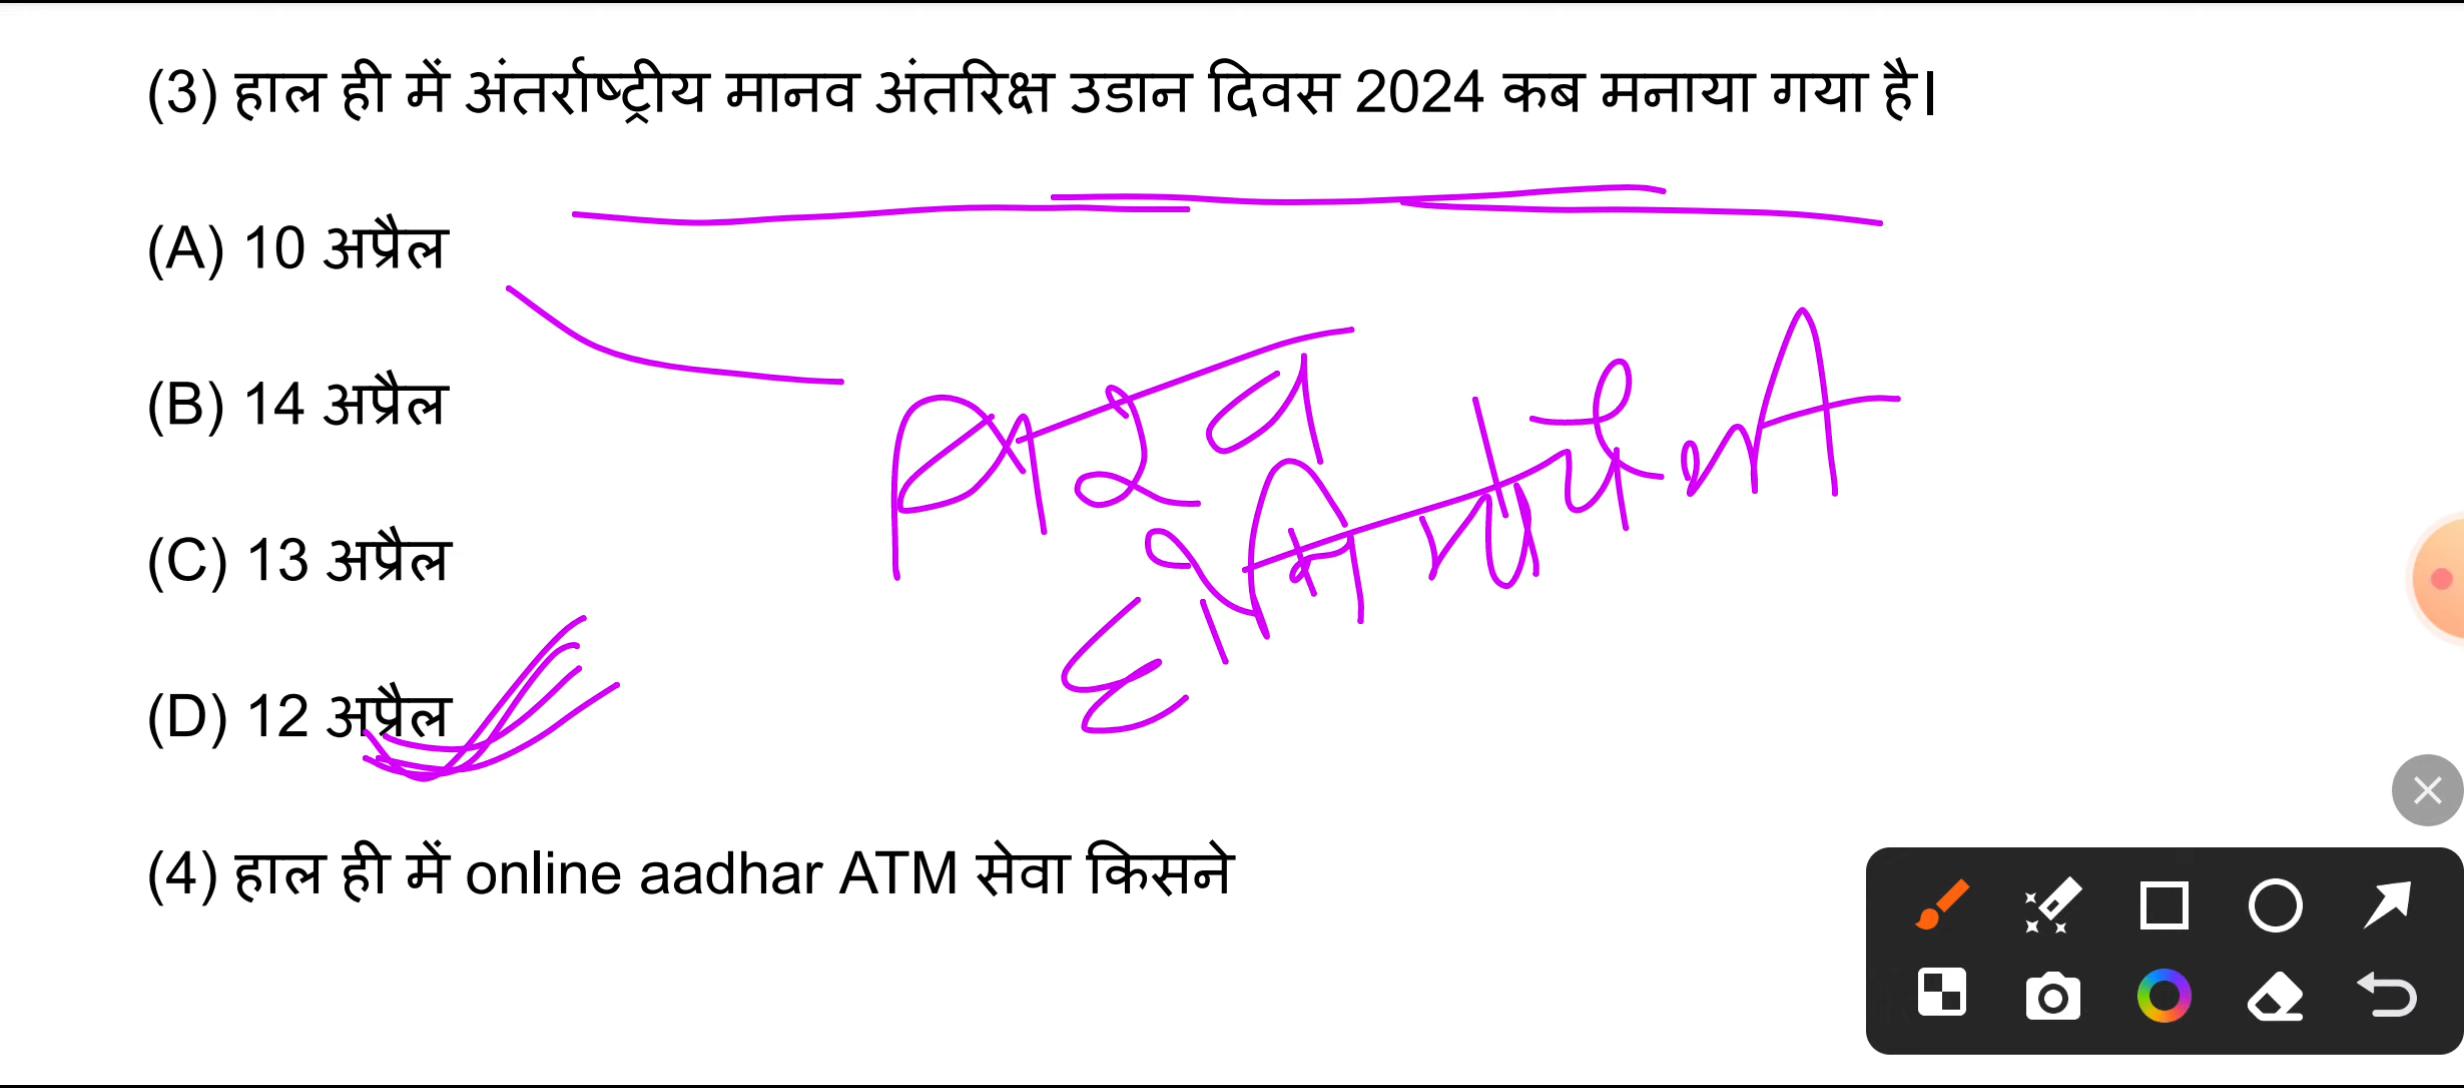 (3) हाल ही में अंतर्राष्ट्रीय मानव अंतरिक्ष उडान दिवस 2024 कब मनाया गया है।
(A) 10 अप्रैल
(B) 14 अप्रैल
(C) 13 अप्रैल
(D) 12 अप्रैल
(4) हाल ही में online aadhar ATM सेवा किसने